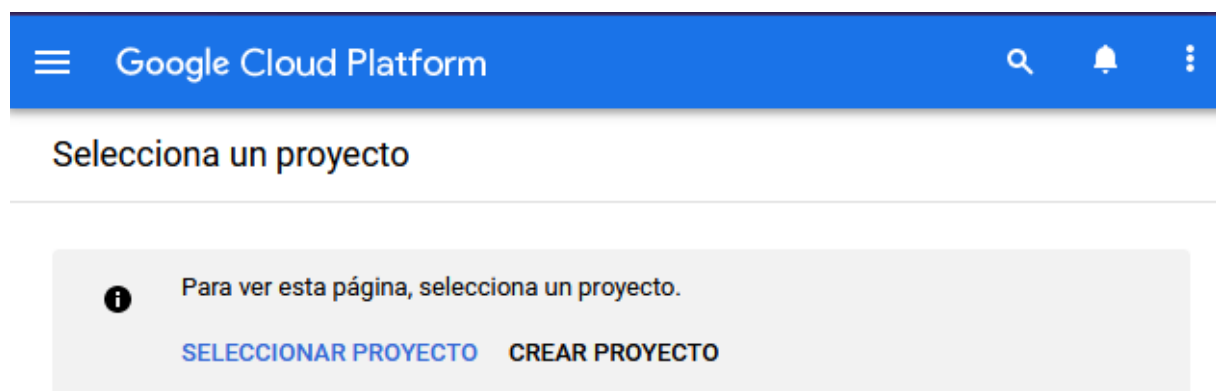 Google Cloud Platform
Selecciona un proyecto
Para ver esta página, selecciona un proyecto.
SELECCIONAR PROYECTO CREAR PROYECTO